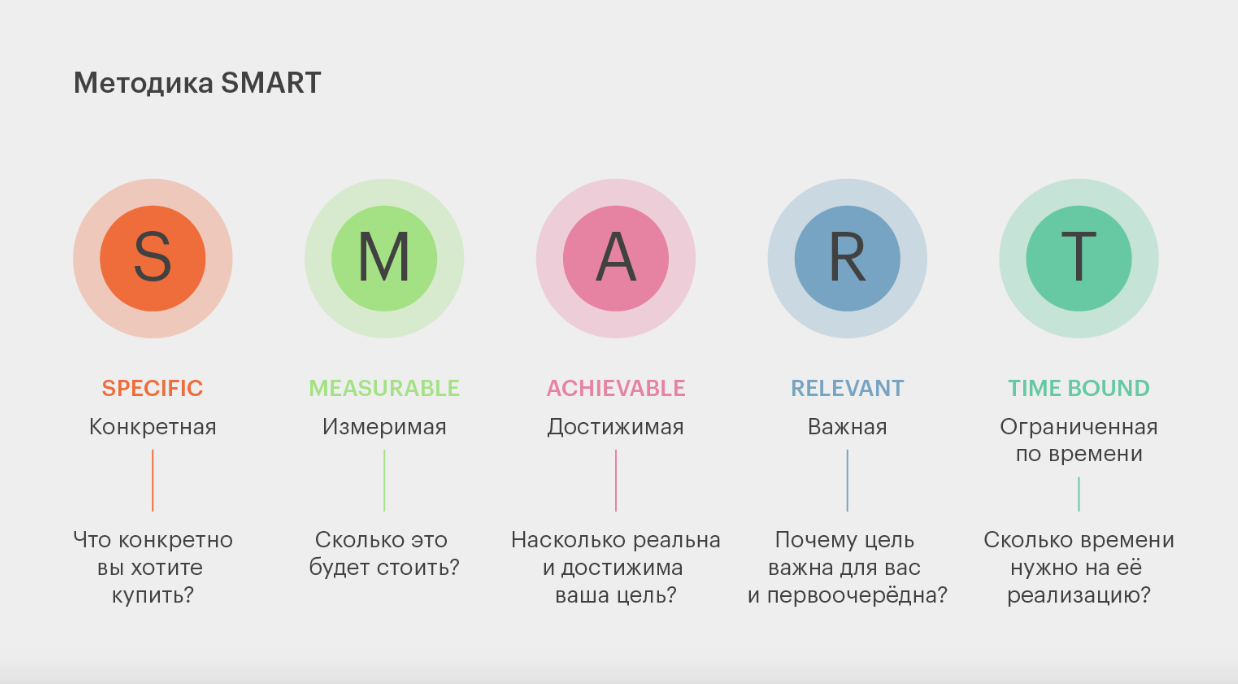 Методика SMART
S
M
A
R
T
SPECIFIC
Конкретная
Что конкретно
вы хотите
купить?
MEASURABLE
Измеримая
Сколько это
будет стоить?
ACHIEVABLE
Достижимая
Насколько реальна
и достижима
ваша цель?
RELEVANT
Важная
Почему цель
важна для вас
и первоочерёдна?
TIME BOUND
Ограниченная
по времени
Сколько времени
нужно на её
реализацию?